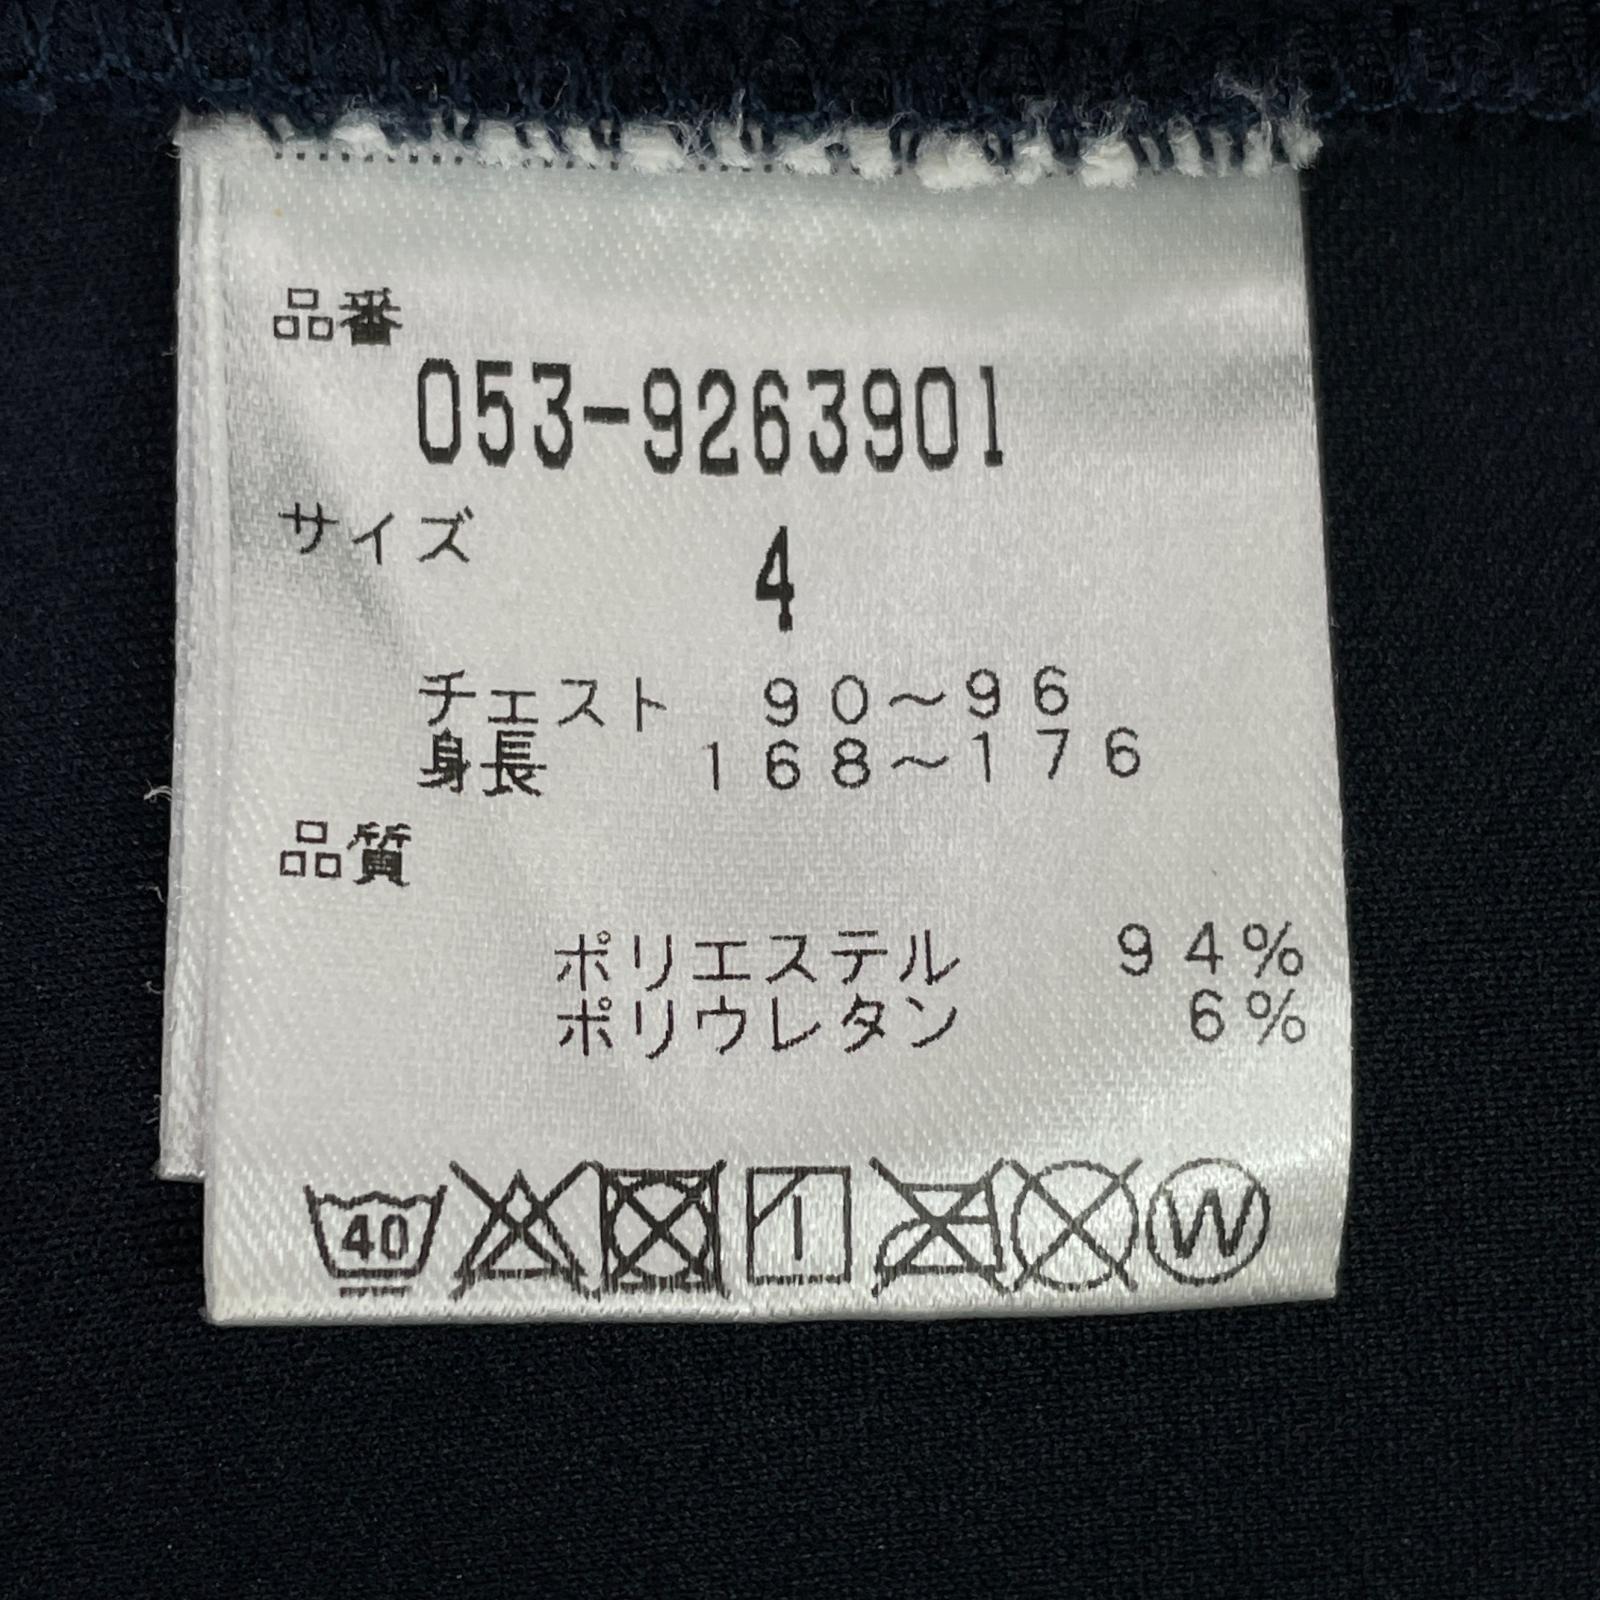 品番
053-9263901
サイズ
4
チェスト 90～96
身長 168～176
品質
ポリエステル 94%
ポリウレタン 6%
40 W